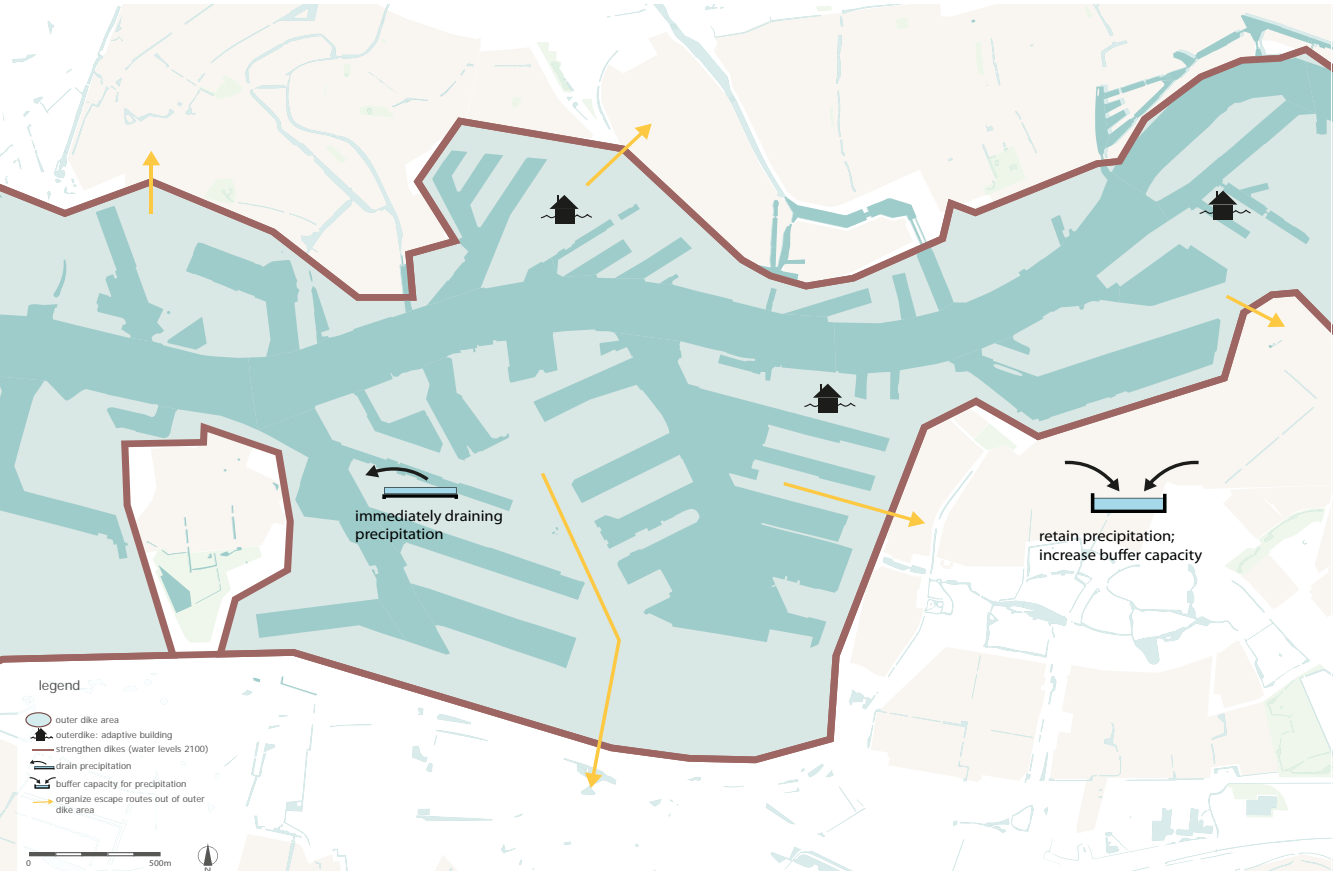 immediately draining
precipitation
retain precipitation;
increase buffer capacity
legend
outer dike area
outerdike: adaptive building
strengthen dikes (water levels 2100)
drain precipitation
buffer capacity for precipitation
organize escape routes out of outer
dike area
0 500m
N